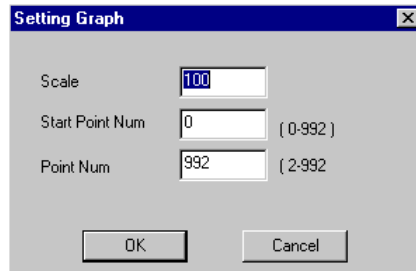 Setting Graph
Scale 100
Start Point Num 0 ( 0-992 )
Point Num 992 ( 2-992
OK Cancel